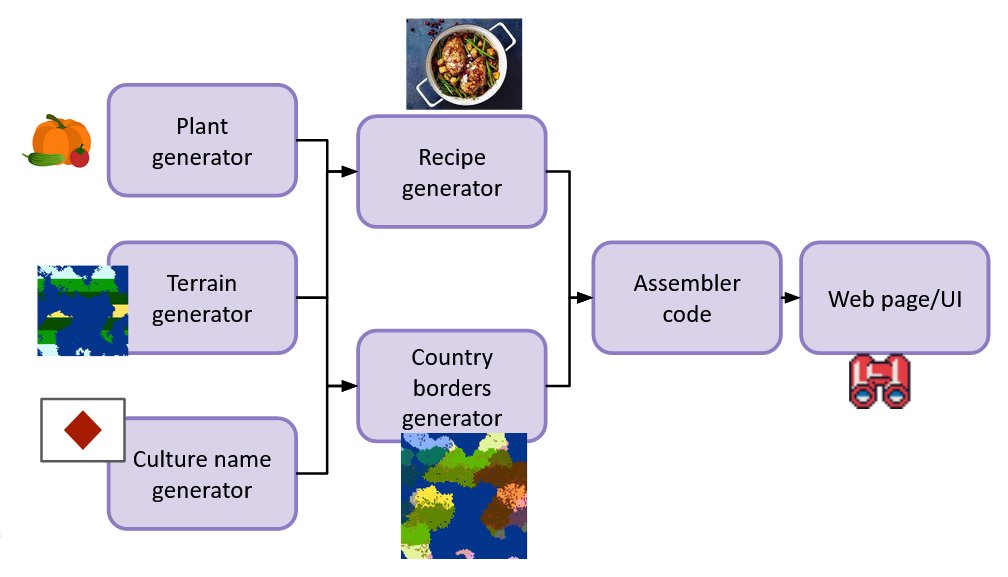 Plant
generator
Terrain
generator
Culture name
generator
Recipe
generator
Country
borders
generator
Assembler
code
Web page/UI